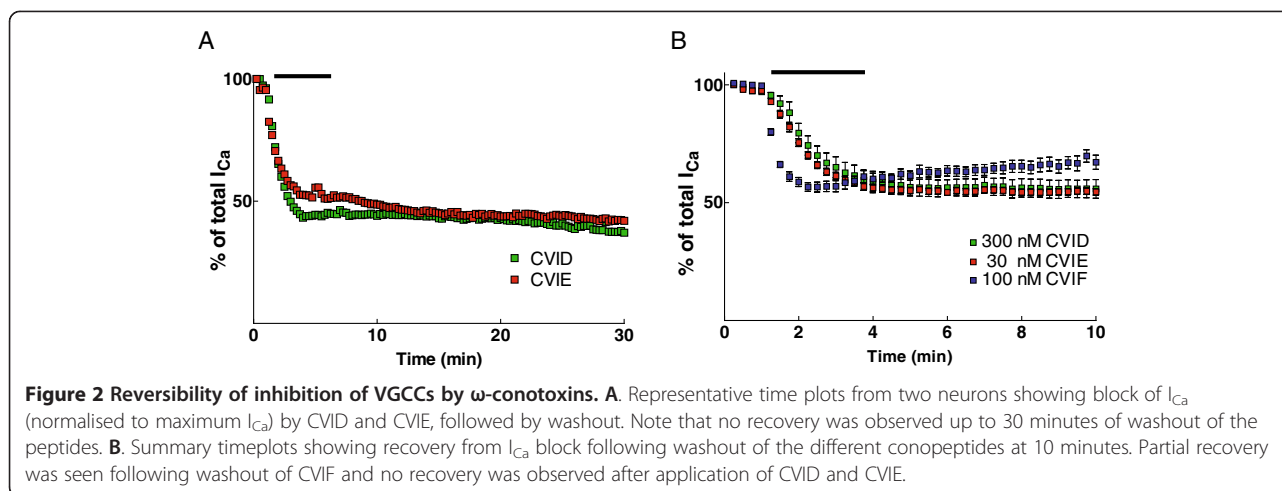 A
B
100
50
0
10
20
30
% of total I_Ca
Time (min)
CVID
CVIE
100
50
0
2
4
6
8
10
% of total I_Ca
Time (min)
300 nM CVID
30 nM CVIE
100 nM CVIF
Figure 2 Reversibility of inhibition of VGCCs by ω-conotoxins. A. Representative time plots from two neurons showing block of I_Ca
(normalised to maximum I_Ca) by CVID and CVIE, followed by washout. Note that no recovery was observed up to 30 minutes of washout of the
peptides. B. Summary timeplots showing recovery from I_Ca block following washout of the different conopeptides at 10 minutes. Partial recovery
was seen following washout of CVIF and no recovery was observed after application of CVID and CVIE.